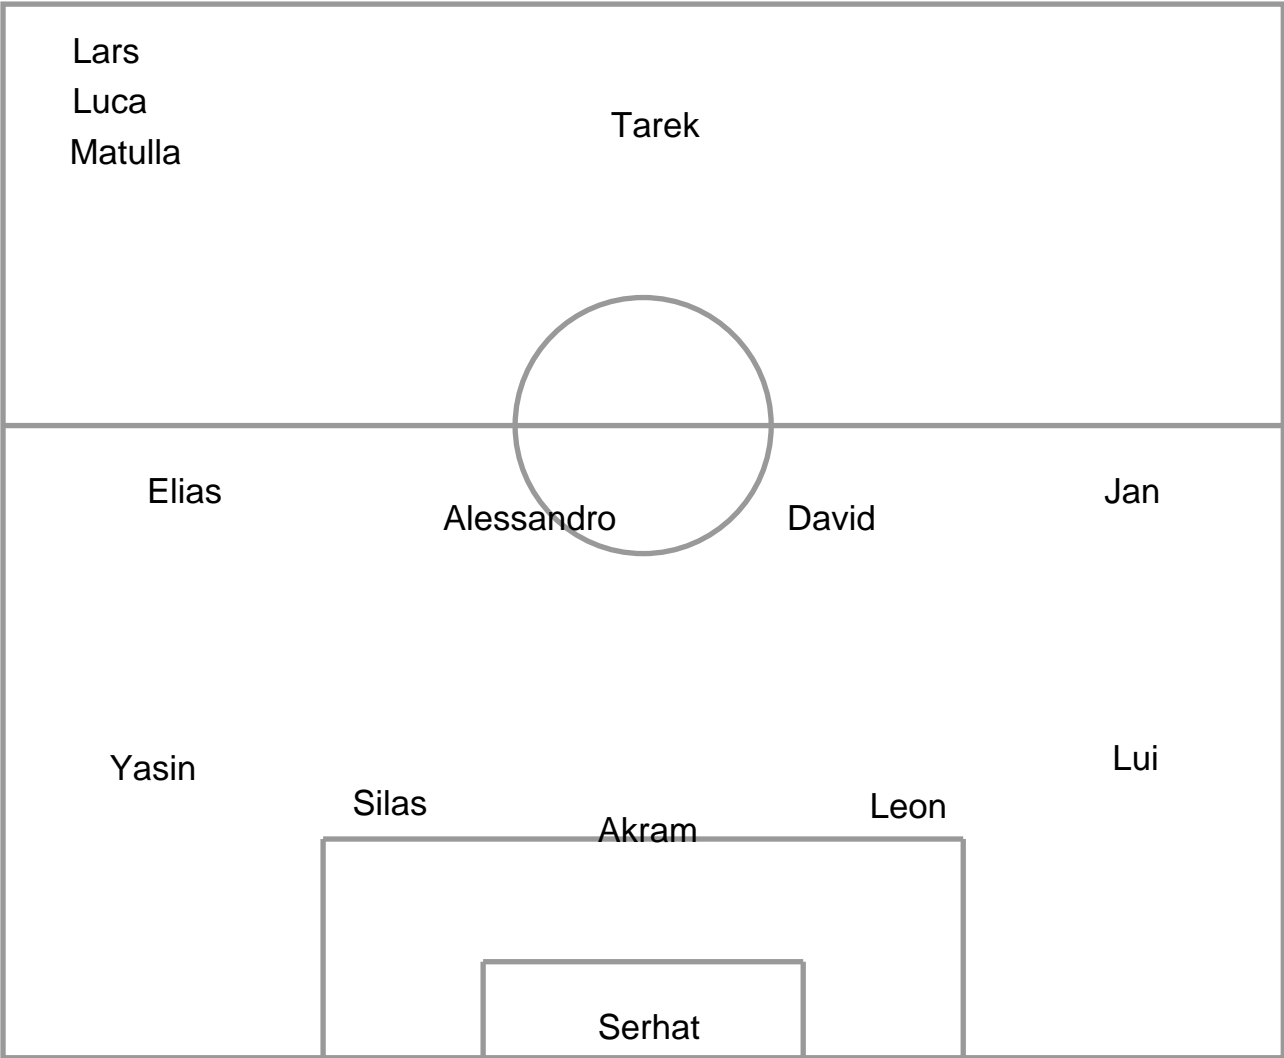 Lars
Luca
Matulla
Tarek
Elias
Alessandro
David
Jan
Yasin
Silas
Akram
Leon
Lui
Serhat